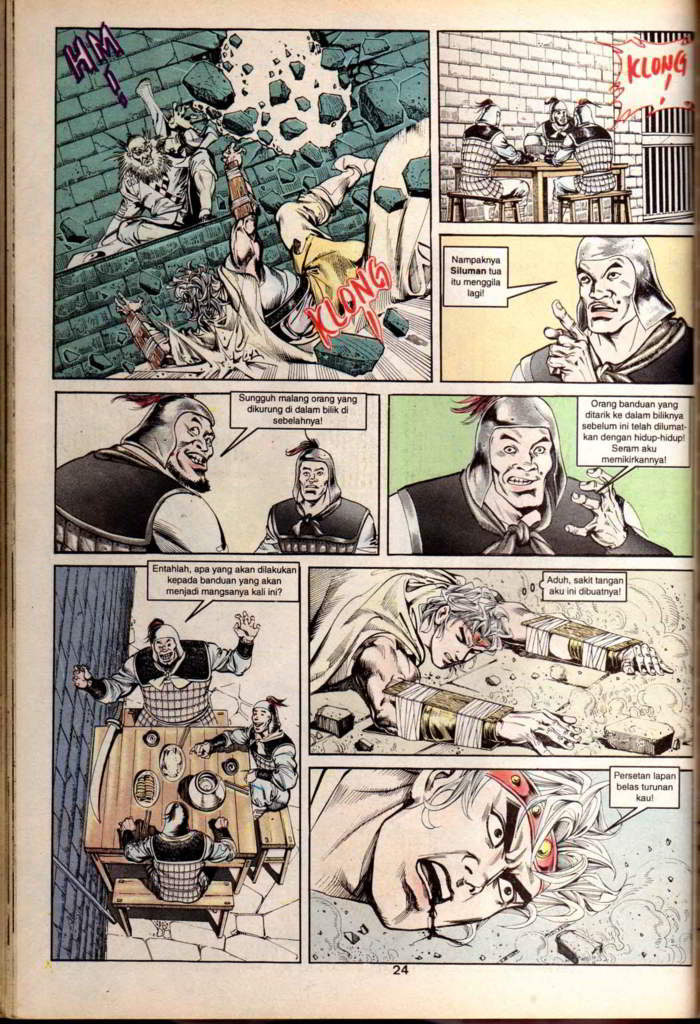 HM!
KLONG!
KLONG!
Nampaknya
Siluman tua
itu menggila
lagi!
Sungguh malang orang yang
dikurung di dalam bilik di
sebelahnya!
Orang banduan yang
ditarik ke dalam biliknya
sebelum ini telah dilumat-
kan dengan hidup-hidup!
Seram aku
memikirkannya!
Entahlah, apa yang akan dilakukan
kepada banduan yang akan
menjadi mangsanya kali ini?
Aduh, sakit tangan
aku ini dibuatnya!
Persetan lapan
belas turunan
kau!
24